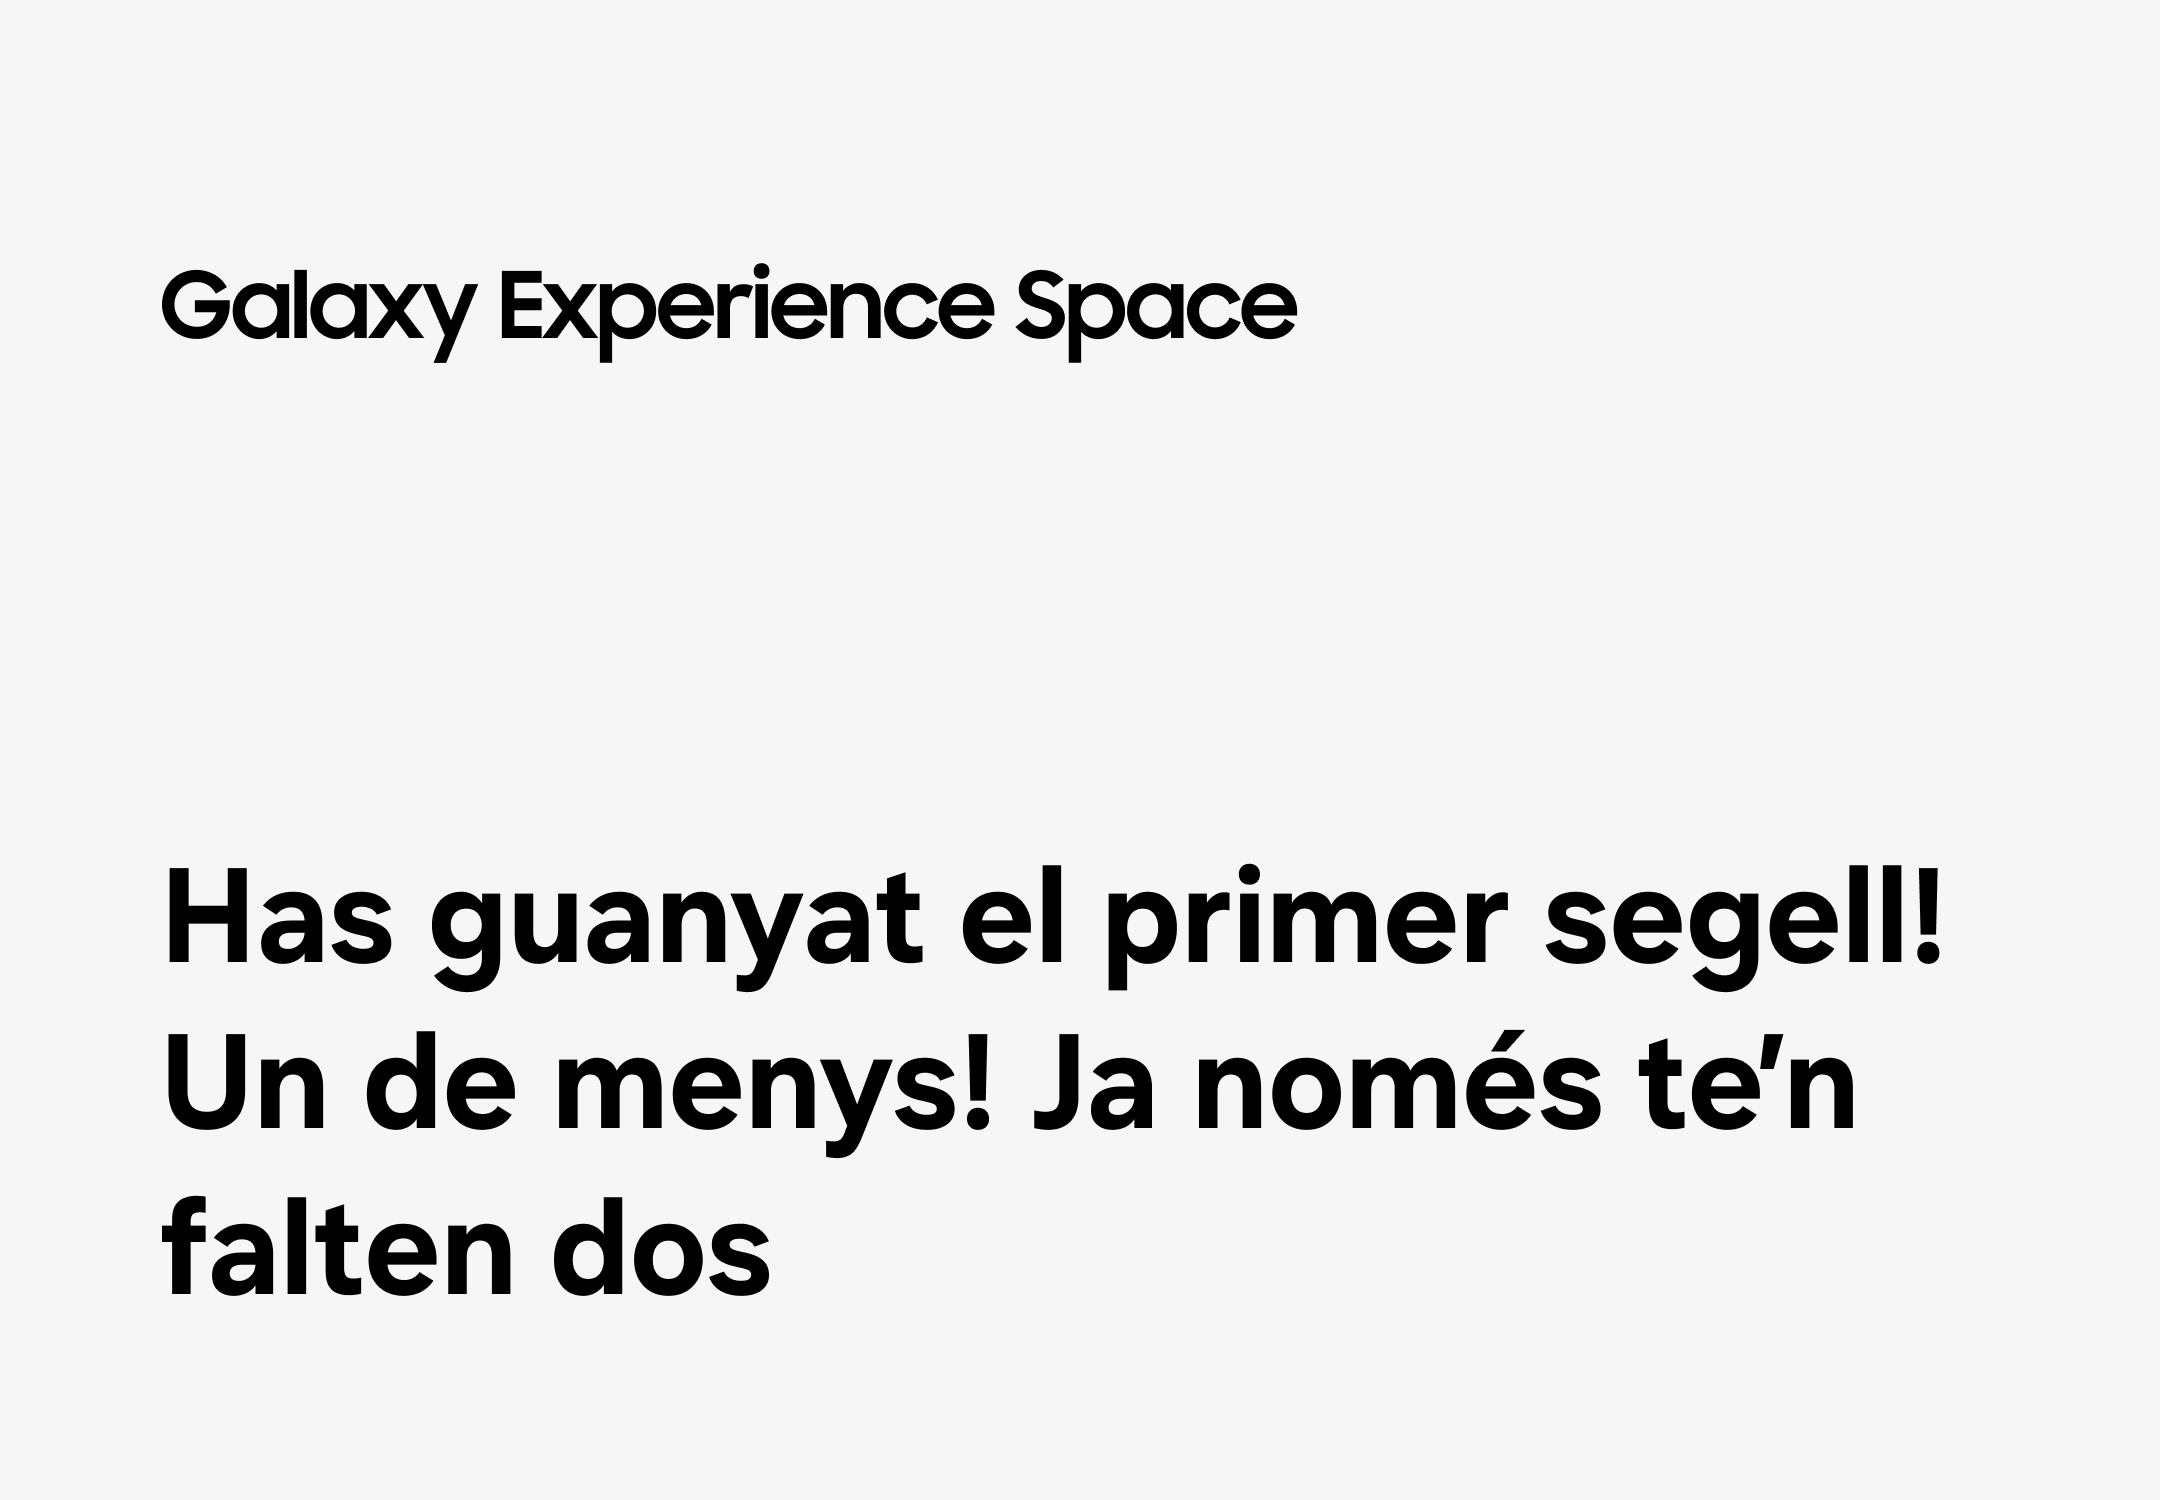 Galaxy Experience Space
Has guanyat el primer segell!
Un de menys! Ja només te’n
falten dos